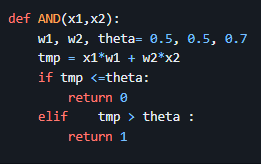 def AND(x1,x2):
    w1, w2, theta= 0.5, 0.5, 0.7
    tmp = x1*w1 + w2*x2
    if tmp <=theta:
        return 0
    elif    tmp > theta :
        return 1